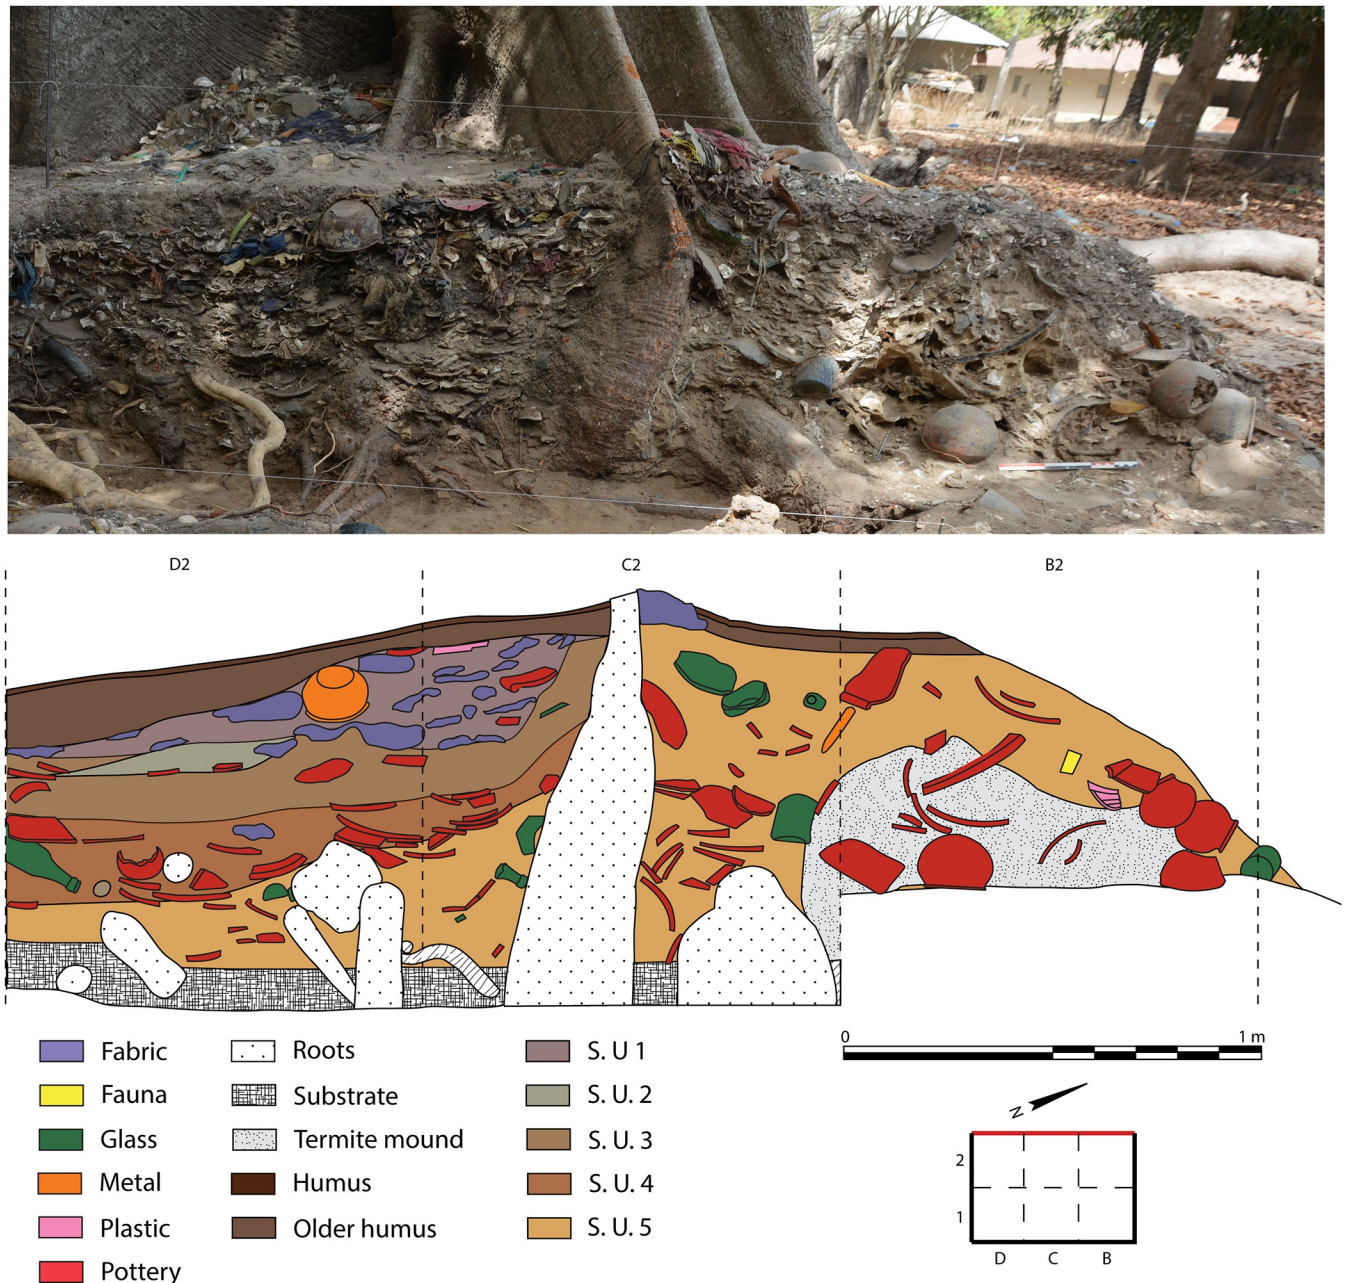 D2
C2
B2
Fabric
Fauna
Glass
Metal
Plastic
Pottery
Roots
Substrate
Termite mound
Humus
Older humus
S. U 1
S. U. 2
S. U. 3
S. U. 4
S. U. 5
0
1 m
N
2
1
D
C
B